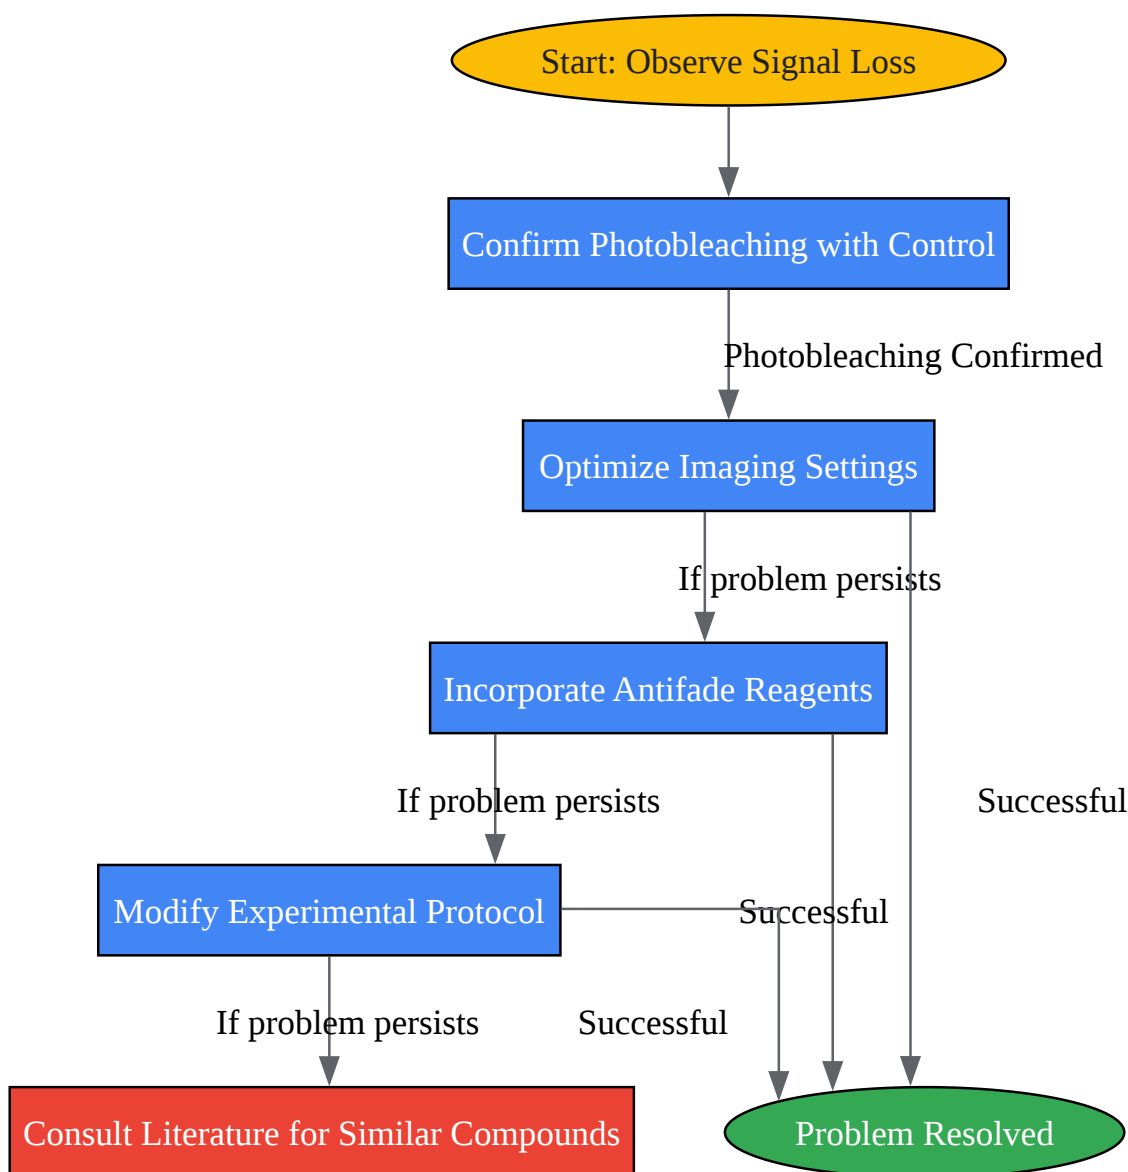 Start: Observe Signal Loss
Confirm Photobleaching with Control
Photobleaching Confirmed
Optimize Imaging Settings
If problem persists
Incorporate Antifade Reagents
If problem persists
Successful
Modify Experimental Protocol
Successful
If problem persists
Successful
Consult Literature for Similar Compounds
Problem Resolved